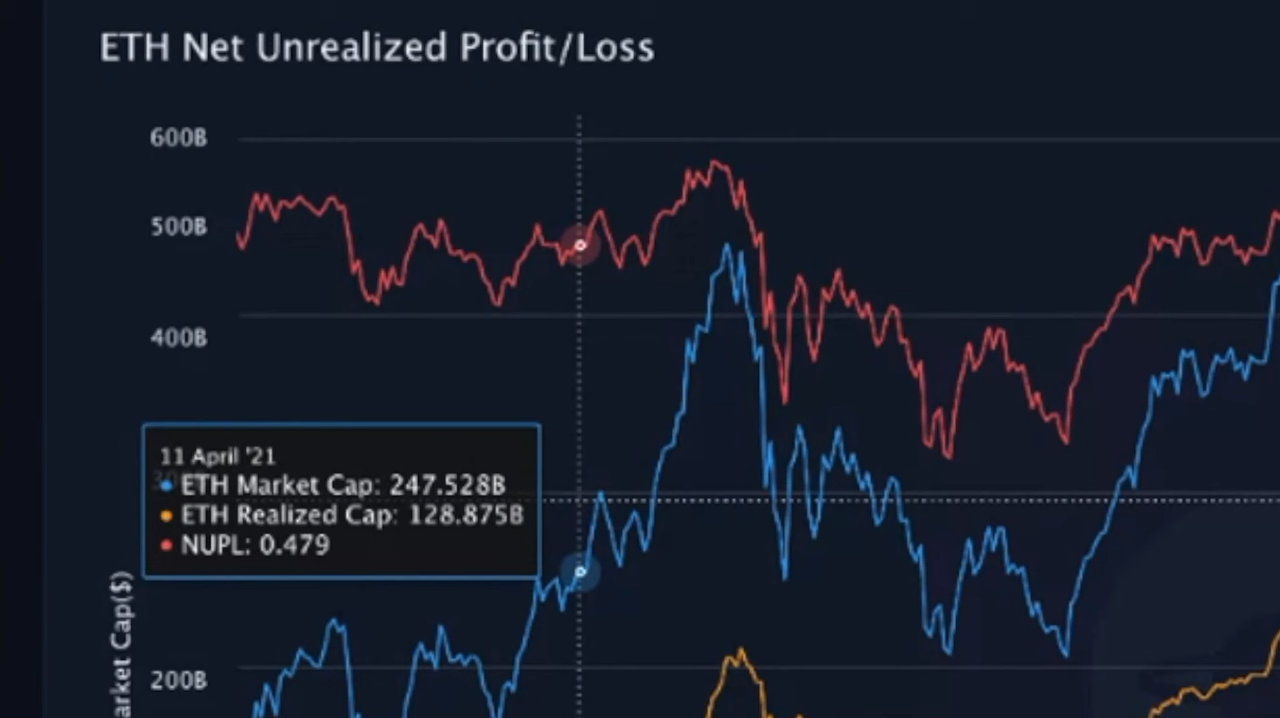 ETH Net Unrealized Profit/Loss
600B
500B
400B
11 April '21
ETH Market Cap: 247.528B
ETH Realized Cap: 128.875B
NUPL: 0.479
200B
arket Cap($)